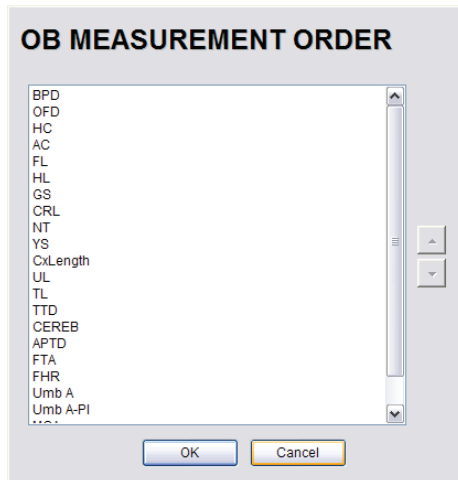 OB MEASUREMENT ORDER
BPD
OFD
HC
AC
FL
HL
GS
CRL
NT
YS
CxLength
UL
TL
TTD
CEREB
APTD
FTA
FHR
Umb A
Umb A-PI
OK Cancel